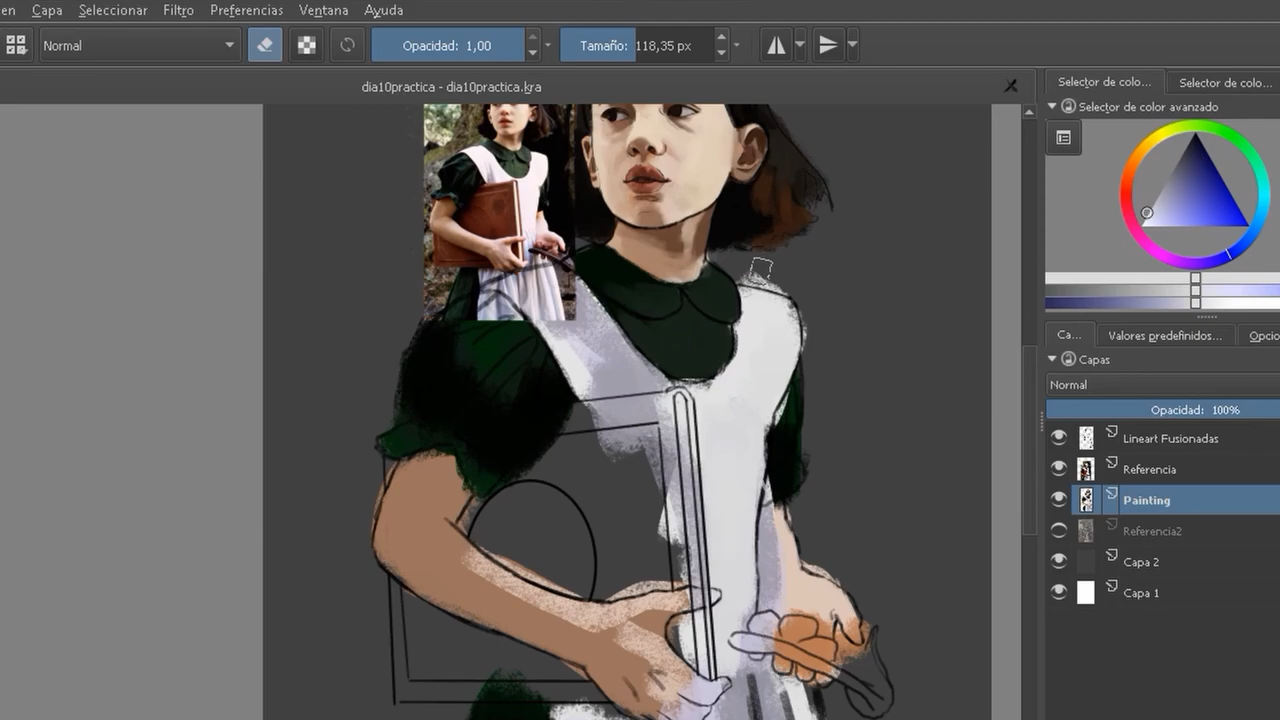 en Capa Seleccionar Filtro Preferencias Ventana Ayuda
Normal Opacidad: 1,00 Tamaño: 118,35 px
dia10practica - dia10practica.kra
Selector de colo... Selector de colo...
Selector de color avanzado
Ca... Valores predefinidos... Opcio
Capas
Normal
Opacidad: 100%
Lineart Fusionadas
Referencia
Painting
Referencia2
Capa 2
Capa 1